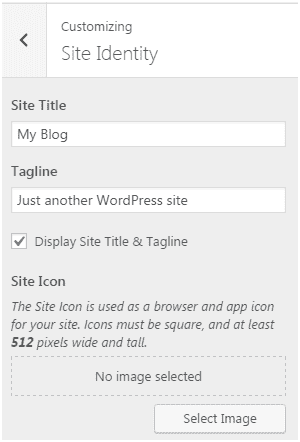 Customizing
Site Identity
Site Title
My Blog
Tagline
Just another WordPress site
Display Site Title & Tagline
Site Icon
The Site Icon is used as a browser and app icon
for your site. Icons must be square, and at least
512 pixels wide and tall.
No image selected
Select Image